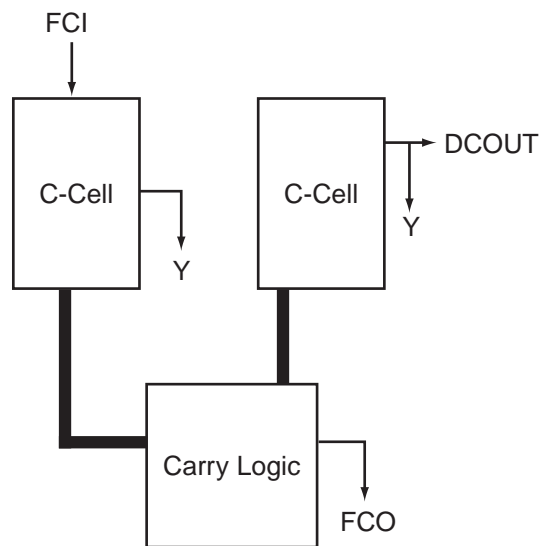 FCI
DCOUT
C-Cell
C-Cell
Y
Y
Carry Logic
FCO